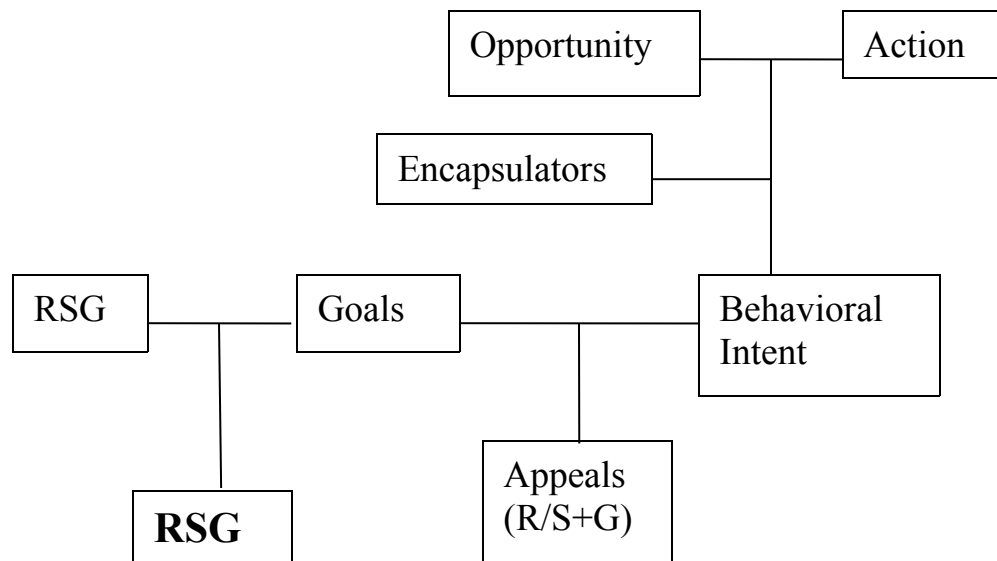 Opportunity
Action
Encapsulators
RSG
Goals
Behavioral
Intent
Appeals
(R/S+G)
RSG